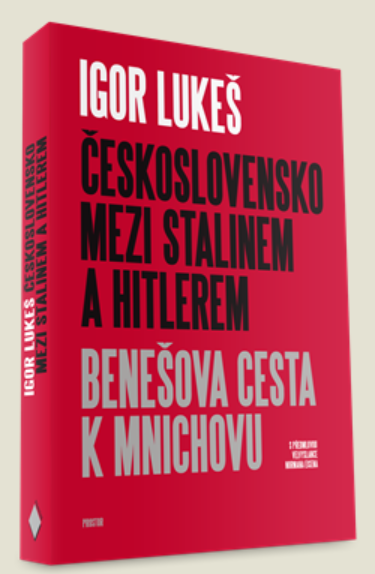 IGOR LUKEŠ
ČESKOSLOVENSKO
MEZI STALINEM
A HITLEREM
BENEŠOVA CESTA
K MNICHOVU
S PŘEDMLUVOU
VELVYSLANCE
NORMANA EISENA
PROSTOR
IGOR LUKEŠ ČESKOSLOVENSKO
MEZI STALINEM A HITLEREM